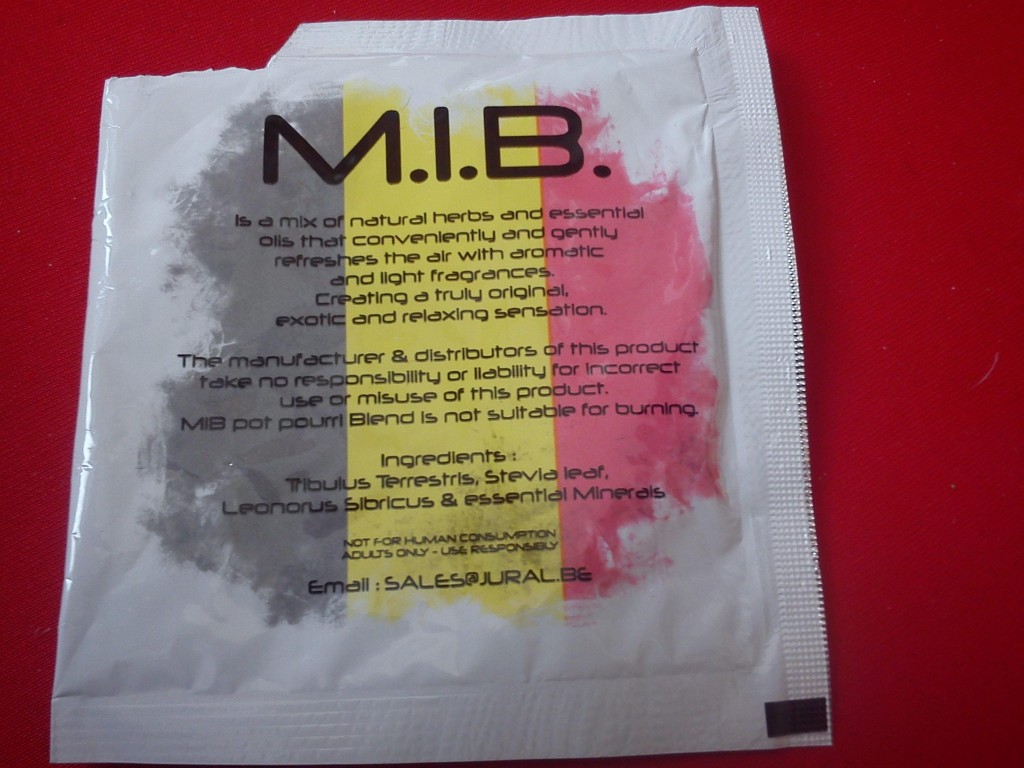 M.I.B.
Is a mix of natural herbs and essential
oils that conveniently and gently
refreshes the air with aromatic
and light fragrances.
Creating a truly original,
exotic and relaxing sensation.
The manufacturer & distributors of this product
take no responsibility or liability for incorrect
use or misuse of this product.
MIB pot pourri Blend is not suitable for burning.
Ingredients :
Tribulus Terrestris, Stevia leaf,
Leonorus Sibricus & essential Minerals
NOT FOR HUMAN CONSUMPTION
ADULTS ONLY - USE RESPONSIBLY
Email : SALES@JURAL.BE